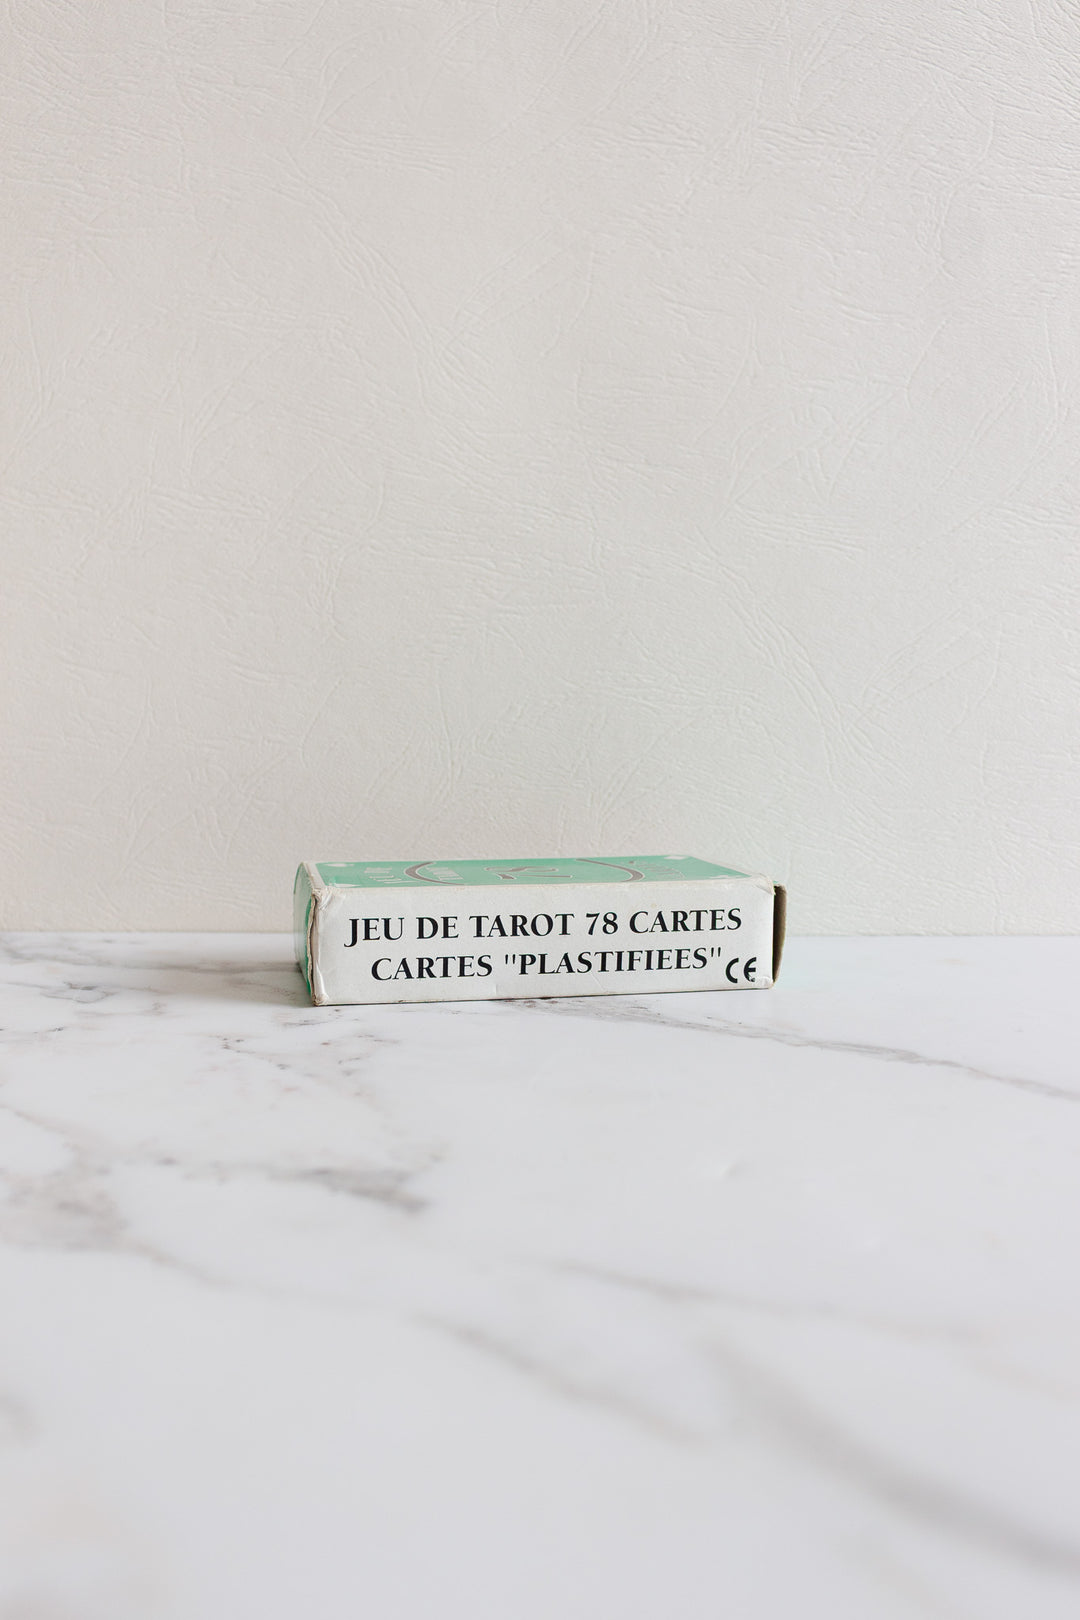 JEU DE TAROT 78 CARTES
CARTES "PLASTIFIEES" CE